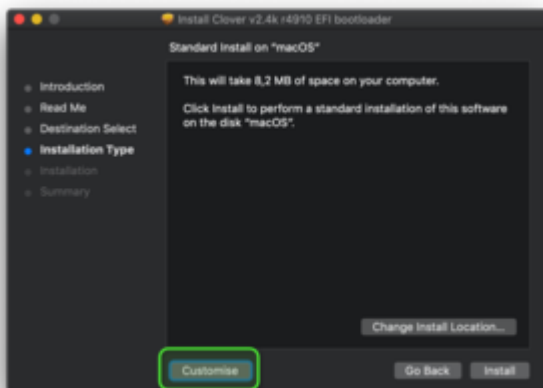 Install Clover v2.4k r4910 EFI bootloader
Standard Install on "macOS"
Introduction
Read Me
Destination Select
Installation Type
Installation
Summary
This will take 8,2 MB of space on your computer.
Click Install to perform a standard installation of this software
on the disk "macOS".
Change Install Location...
Customise
Go Back
Install